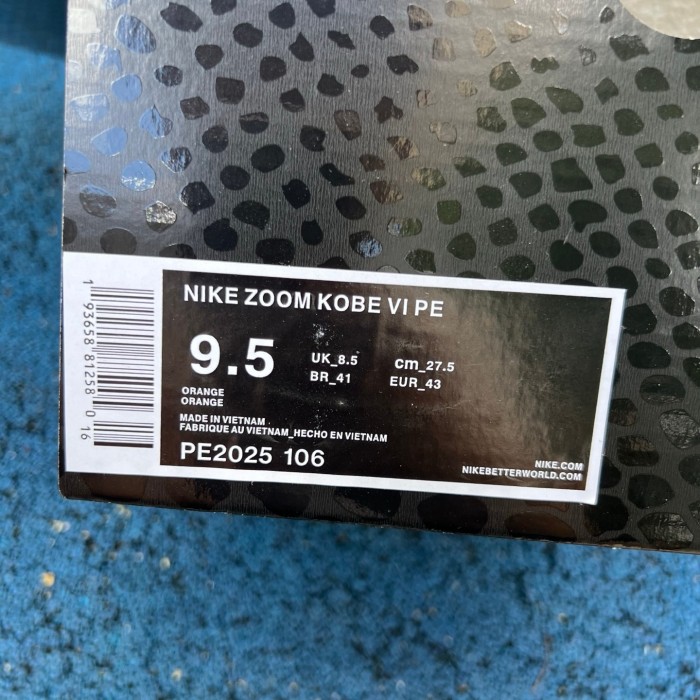 NIKE ZOOM KOBE VI PE
9.5
UK_8.5 cm_27.5
BR_41 EUR_43
ORANGE
ORANGE
MADE IN VIETNAM
FABRIQUE AU VIETNAM_HECHO EN VIETNAM
PE2025 106
NIKE.COM
NIKEBETTERWORLD.COM
1 93658 81258 0 16